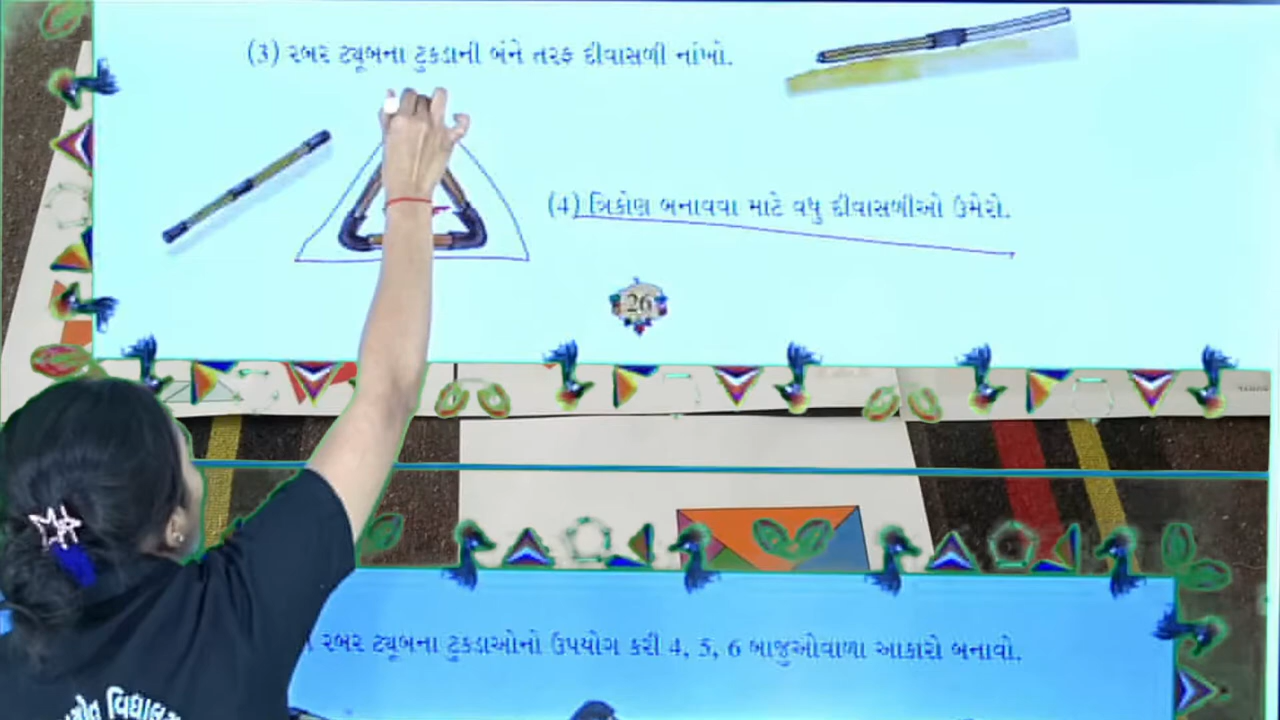 (3) રબર ટ્યૂબના ટુકડાની બંને તરફ દીવાસળી નાંખો.
(4) ત્રિકોણ બનાવવા માટે વધુ દીવાસળીઓ ઉમેરો.
26
રબર ટ્યૂબના ટુકડાઓનો ઉપયોગ કરી 4, 5, 6 બાજુઓવાળા આકારો બનાવો.